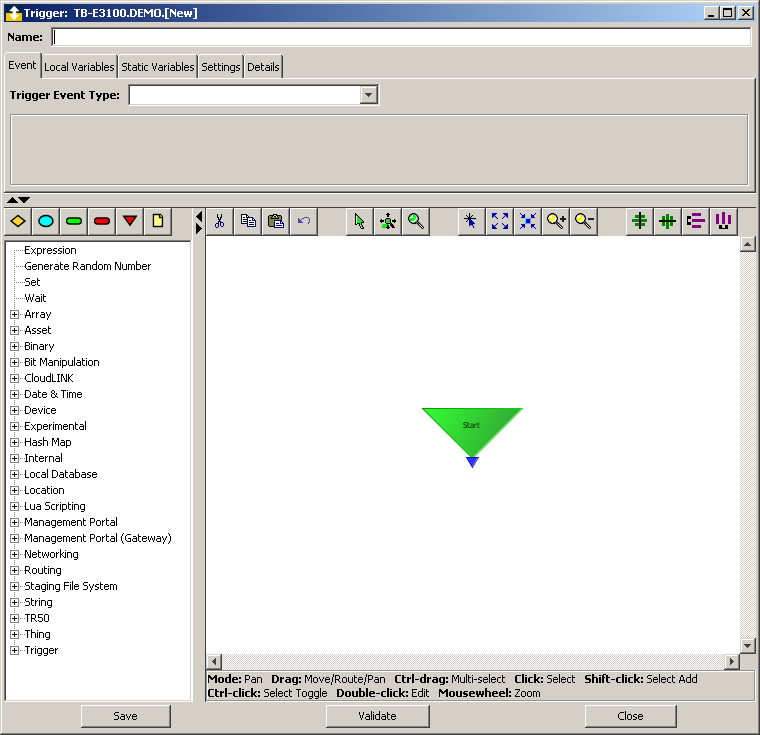 Trigger: TB-E3100.DEMO.[New]
Name:
Event Local Variables Static Variables Settings Details
Trigger Event Type:
Expression
Generate Random Number
Set
Wait
Array
Asset
Binary
Bit Manipulation
CloudLINK
Date & Time
Device
Experimental
Hash Map
Internal
Local Database
Location
Lua Scripting
Management Portal
Management Portal (Gateway)
Networking
Routing
Staging File System
String
TR50
Thing
Trigger
Start
Mode: Pan Drag: Move/Route/Pan Ctrl-drag: Multi-select Click: Select Shift-click: Select Add
Ctrl-click: Select Toggle Double-click: Edit Mousewheel: Zoom
Save Validate Close